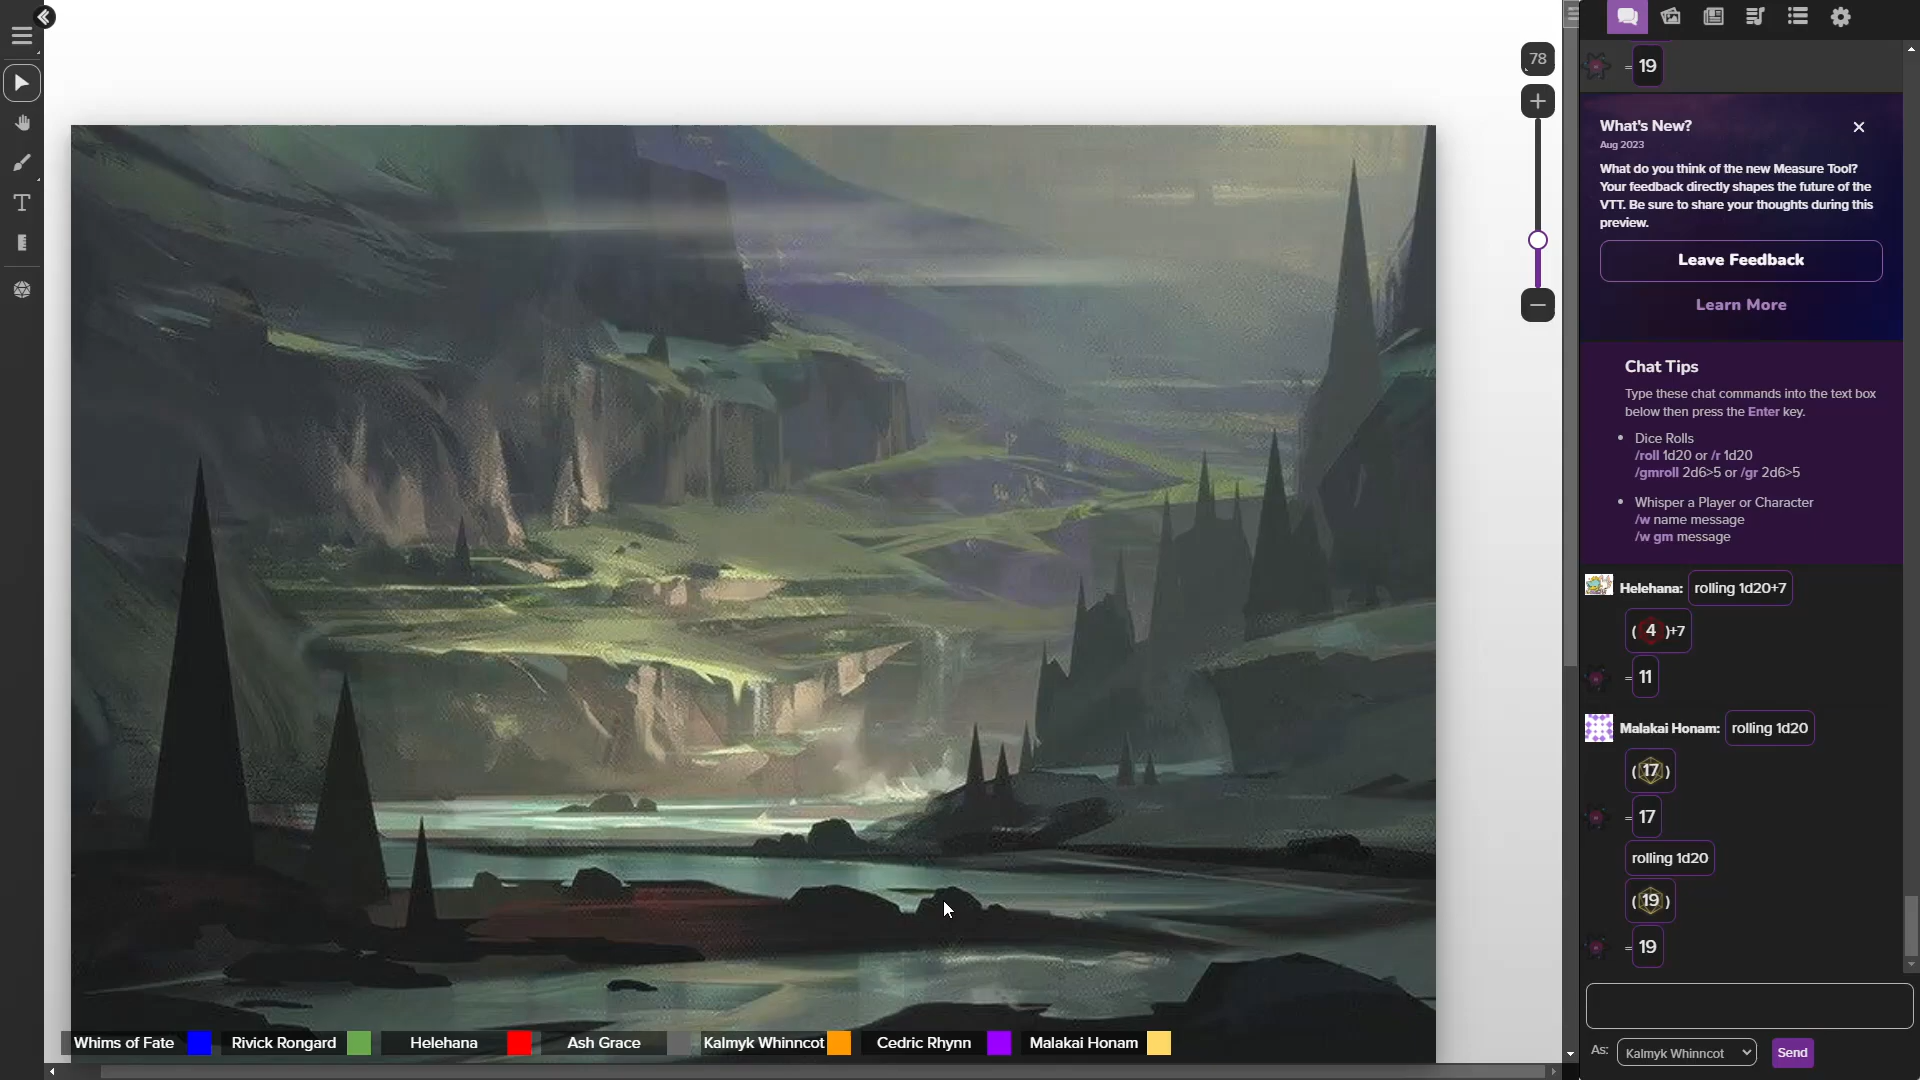 78
= 19
What's New?
Aug 2023
What do you think of the new Measure Tool?
Your feedback directly shapes the future of the
VTT. Be sure to share your thoughts during this
preview.
Leave Feedback
Learn More
Chat Tips
Type these chat commands into the text box
below then press the Enter key.
Dice Rolls
/roll 1d20 or /r 1d20
/gmroll 2d6>5 or /gr 2d6>5
Whisper a Player or Character
/w name message
/w gm message
Helehana: rolling 1d20+7
( 4 )+7
= 11
Malakai Honam: rolling 1d20
( 17 )
= 17
rolling 1d20
( 19 )
= 19
Whims of Fate Rivick Rongard Helehana Ash Grace Kalmyk Whinncot Cedric Rhynn Malakai Honam
As: Kalmyk Whinncot Send